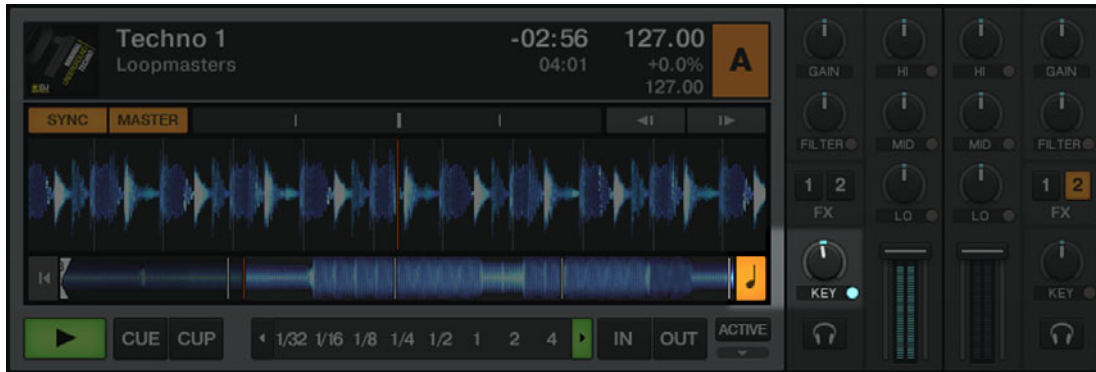 Techno 1
Loopmasters
-02:56
04:01
127.00
+0.0%
127.00
A
SYNC MASTER
CUE CUP
1/32 1/16 1/8 1/4 1/2 1 2 4
IN OUT
ACTIVE
GAIN HI HI GAIN
FILTER MID MID FILTER
1 2 LO LO 1 2
FX FX
KEY KEY